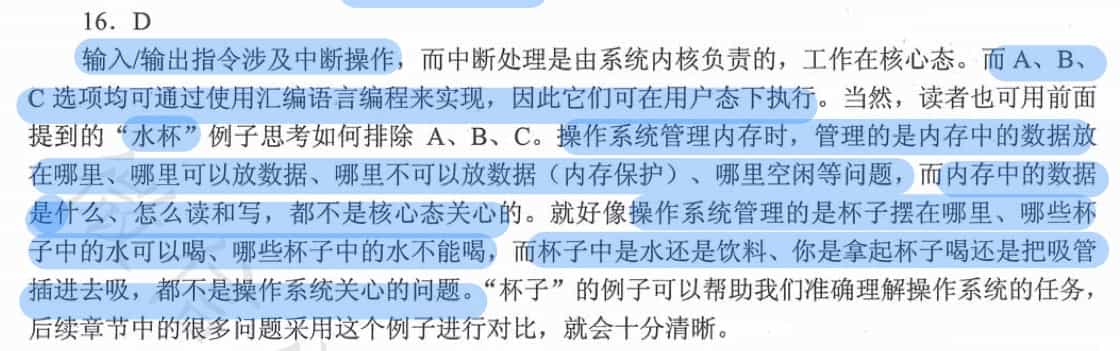 16. D
输入/输出指令涉及中断操作，而中断处理是由系统内核负责的，工作在核心态。而 A、B、
C 选项均可通过使用汇编语言编程来实现，因此它们可在用户态下执行。当然，读者也可用前面
提到的“水杯”例子思考如何排除 A、B、C。操作系统管理内存时，管理的是内存中的数据放
在哪里、哪里可以放数据、哪里不可以放数据（内存保护）、哪里空闲等问题，而内存中的数据
是什么、怎么读和写，都不是核心态关心的。就好像操作系统管理的是杯子摆在哪里、哪些杯
子中的水可以喝、哪些杯子中的水不能喝，而杯子中是水还是饮料、你是拿起杯子喝还是把吸管
插进去吸，都不是操作系统关心的问题。“杯子”的例子可以帮助我们准确理解操作系统的任务，
后续章节中的很多问题采用这个例子进行对比，就会十分清晰。